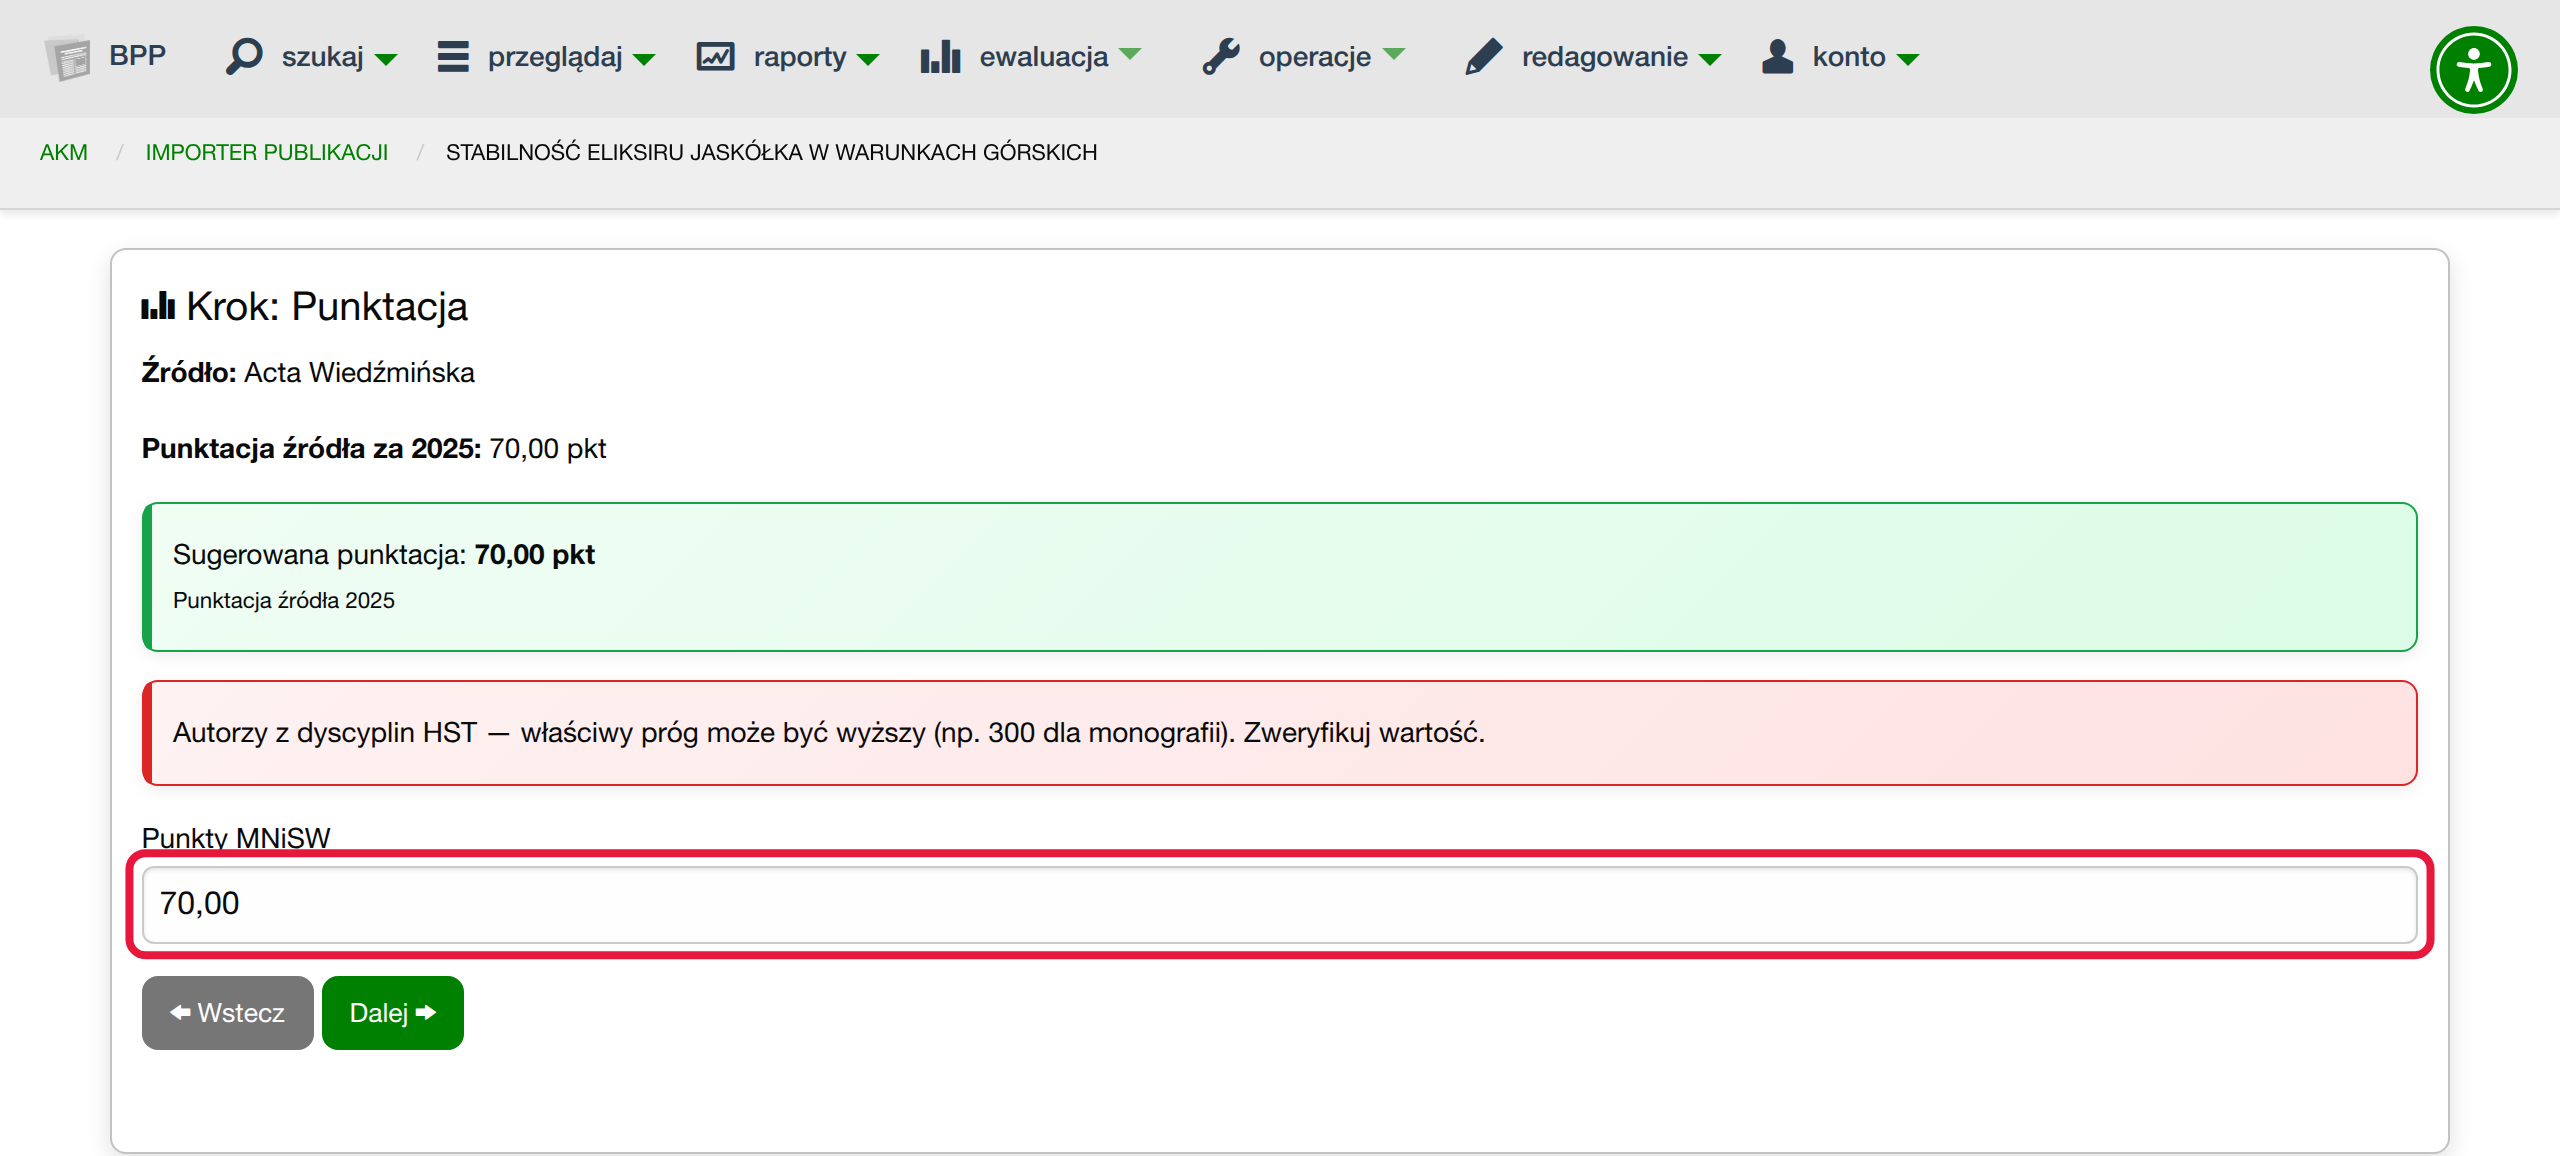 BPP szukaj przeglądaj raporty ewaluacja operacje redagowanie konto
AKM / IMPORTER PUBLIKACJI / STABILNOŚĆ ELIKSIRU JASKÓŁKA W WARUNKACH GÓRSKICH
Krok: Punktacja
Źródło: Acta Wiedźmińska
Punktacja źródła za 2025: 70,00 pkt
Sugerowana punktacja: 70,00 pkt
Punktacja źródła 2025
Autorzy z dyscyplin HST — właściwy próg może być wyższy (np. 300 dla monografii). Zweryfikuj wartość.
Punkty MNiSW
70,00
Wstecz Dalej